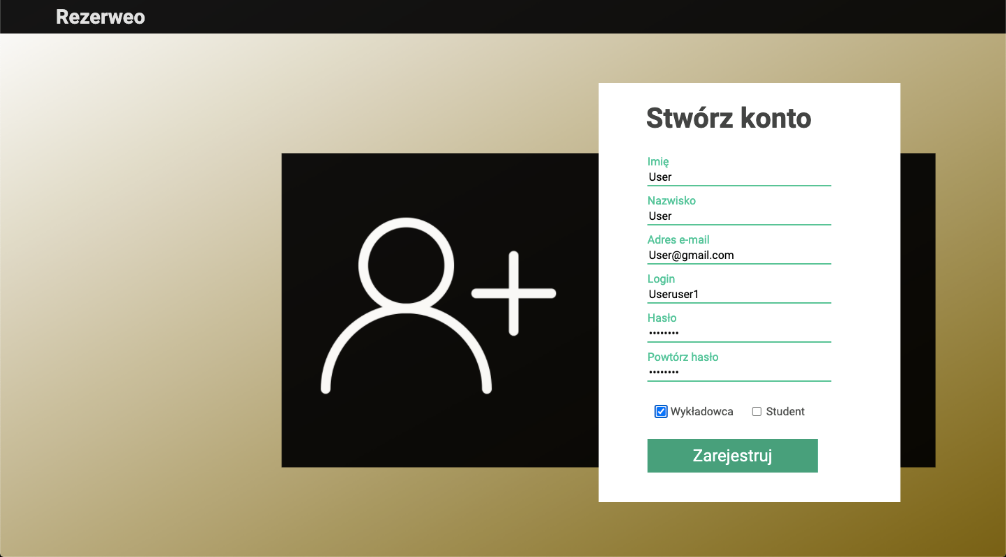 Rezerweo
Stwórz konto
Imię
User
Nazwisko
User
Adres e-mail
User@gmail.com
Login
Useruser1
Hasło
••••••••
Powtórz hasło
••••••••
Wykładowca Student
Zarejestruj